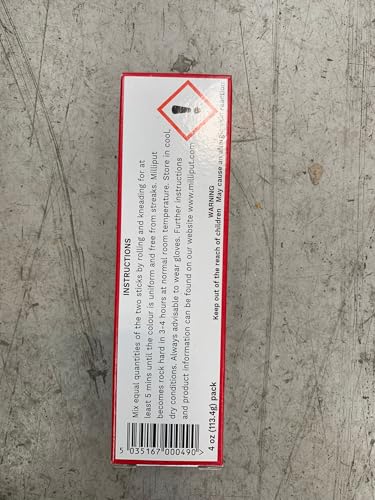 INSTRUCTIONS
Mix equal quantities of the two sticks by rolling and kneading for at
least 5 mins until the colour is uniform and free from streaks. Milliput
becomes rock hard in 3-4 hours at normal room temperature. Store in cool,
dry conditions. Always advisable to wear gloves. Further instructions
and product information can be found on our website www.milliput.com
WARNING
Keep out of the reach of children May cause an allergic skin reaction
4 oz (113.4g) pack
5 035167 000490 >